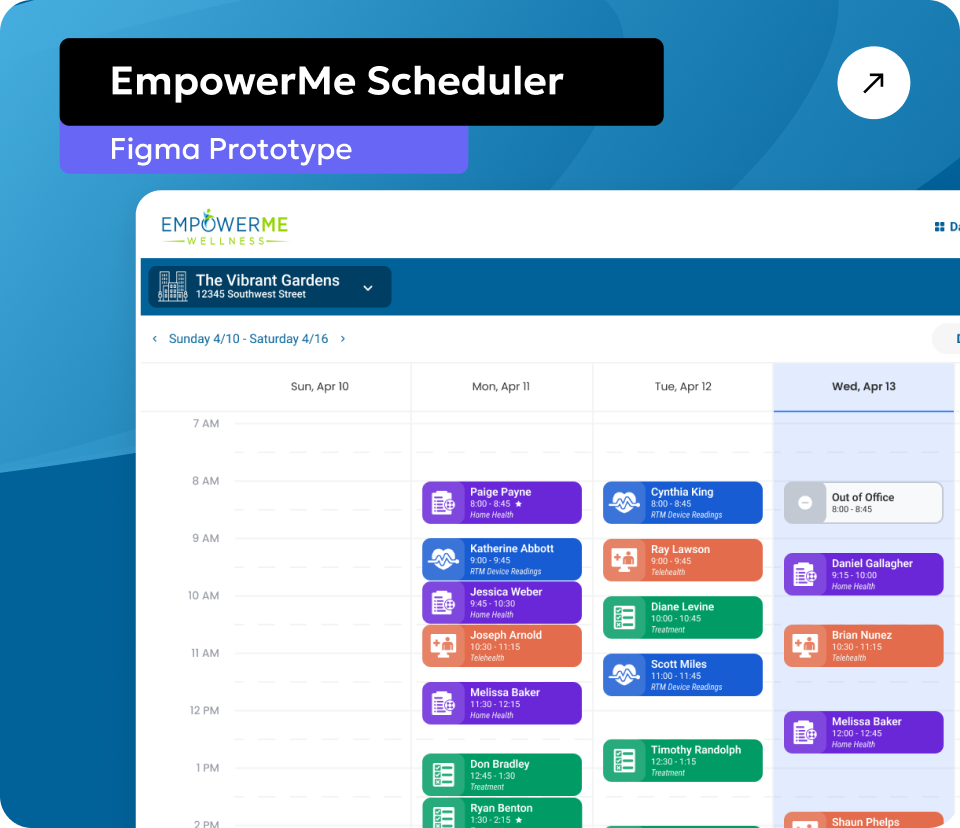 EmpowerMe Scheduler
Figma Prototype
EMPOWERME
WELLNESS
The Vibrant Gardens
12345 Southwest Street
Sunday 4/10 - Saturday 4/16
Sun, Apr 10
Mon, Apr 11
Tue, Apr 12
Wed, Apr 13
7 AM
8 AM
Paige Payne
8:00 - 8:45 ★
Home Health
Cynthia King
8:00 - 8:45
RTM Device Readings
Out of Office
8:00 - 8:45
9 AM
Katherine Abbott
9:00 - 9:45
RTM Device Readings
Ray Lawson
9:00 - 9:45
Telehealth
Daniel Gallagher
9:15 - 10:00
Home Health
10 AM
Jessica Weber
9:45 - 10:30
Home Health
Diane Levine
10:00 - 10:45
Treatment
Joseph Arnold
10:30 - 11:15
Telehealth
Brian Nunez
10:30 - 11:15
Telehealth
11 AM
Scott Miles
11:00 - 11:45
RTM Device Readings
Melissa Baker
11:30 - 12:15
Home Health
12 PM
Melissa Baker
12:00 - 12:45
Home Health
Timothy Randolph
12:30 - 1:15
Treatment
1 PM
Don Bradley
12:45 - 1:30
Treatment
Ryan Benton
1:30 - 2:15 ★
2 PM
Shaun Phelps